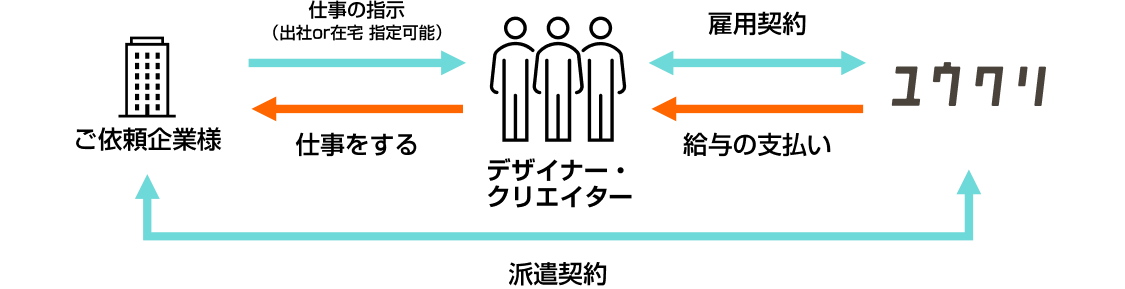 仕事の指示
（出社or在宅 指定可能）
雇用契約
ユウクリ
ご依頼企業様
仕事をする
給与の支払い
デザイナー・
クリエイター
派遣契約